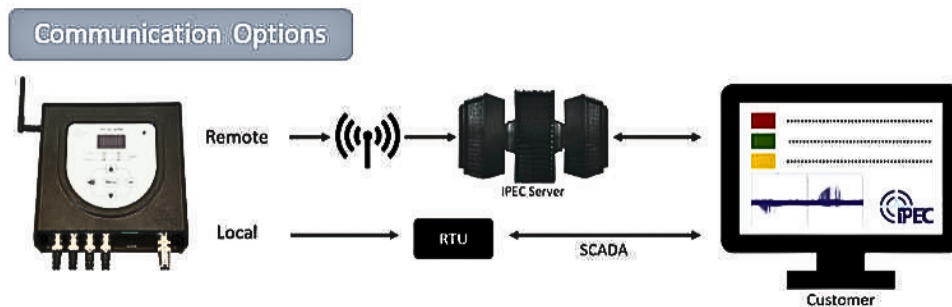 Communication Options
Remote
IPEC Server
Local
RTU
SCADA
IPEC
Customer